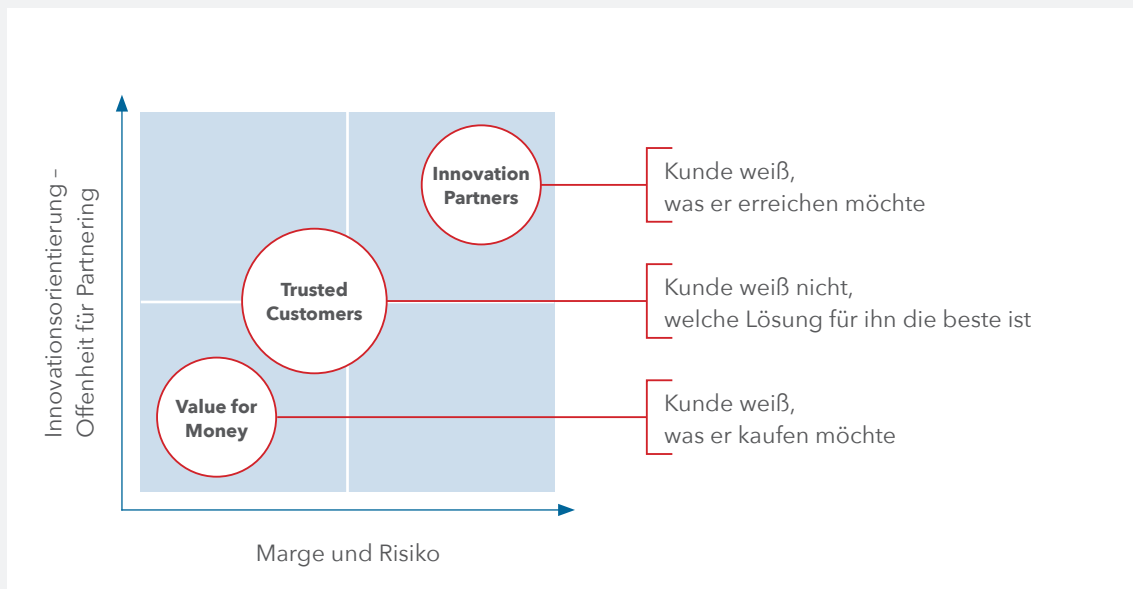 Innovationsorientierung –
Offenheit für Partnering
Innovation
Partners
Kunde weiß,
was er erreichen möchte
Trusted
Customers
Kunde weiß nicht,
welche Lösung für ihn die beste ist
Value for
Money
Kunde weiß,
was er kaufen möchte
Marge und Risiko